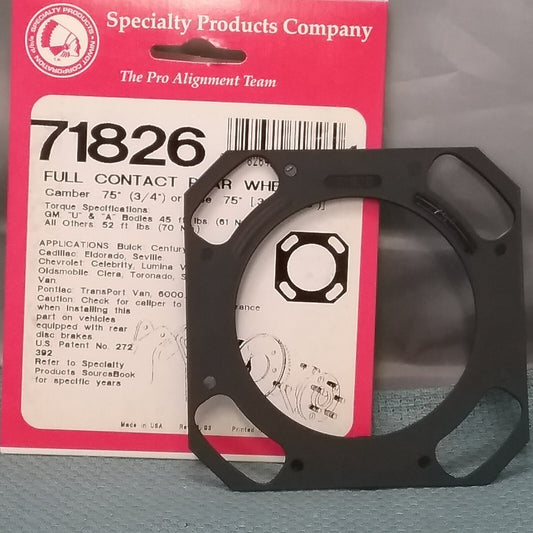 SPECIALTY PRODUCTS
Specialty Products Company
The Pro Alignment Team
71826
FULL CONTACT
Camber 75° (3/4°) or 75°
Torque Specifications:
GM "U" & "A" Bodies 45 ft lbs. (61
All Others 52 ft lbs (70
APPLICATIONS Buick Century
Cadillac: Eldorado, Seville
Chevrolet: Celebrity, Lumina
Oldsmobile: Ciera, Toronado,
Van
Pontiac: TransPort Van, 6000,
Caution: Check for caliper to
when installing this
part on vehicles
equipped with rear
disc brakes.
U.S. Patent No. 272
392
Refer to Specialty
Products SourceBook
for specific years
Made in USA Printed